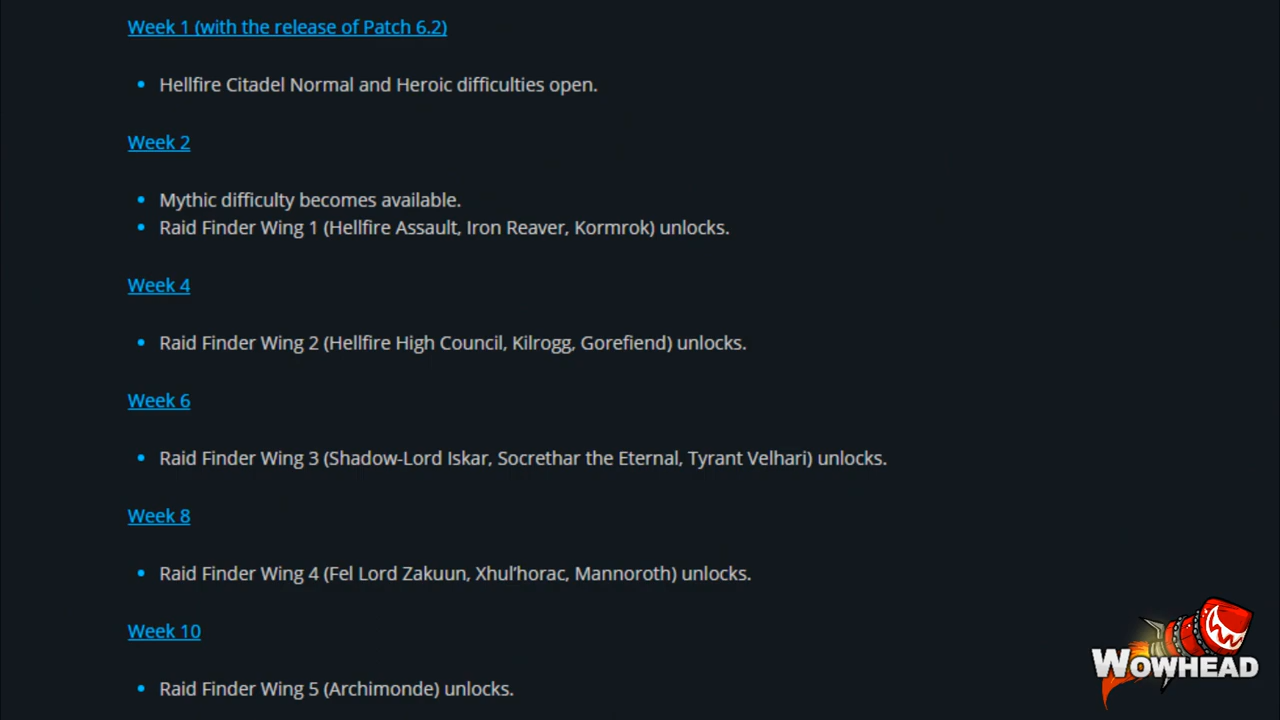 Week 1 (with the release of Patch 6.2)
Hellfire Citadel Normal and Heroic difficulties open.
Week 2
Mythic difficulty becomes available.
Raid Finder Wing 1 (Hellfire Assault, Iron Reaver, Kormrok) unlocks.
Week 4
Raid Finder Wing 2 (Hellfire High Council, Kilrogg, Gorefiend) unlocks.
Week 6
Raid Finder Wing 3 (Shadow-Lord Iskar, Socrethar the Eternal, Tyrant Velhari) unlocks.
Week 8
Raid Finder Wing 4 (Fel Lord Zakuun, Xhul’horac, Mannoroth) unlocks.
Week 10
Raid Finder Wing 5 (Archimonde) unlocks.
WOWHEAD